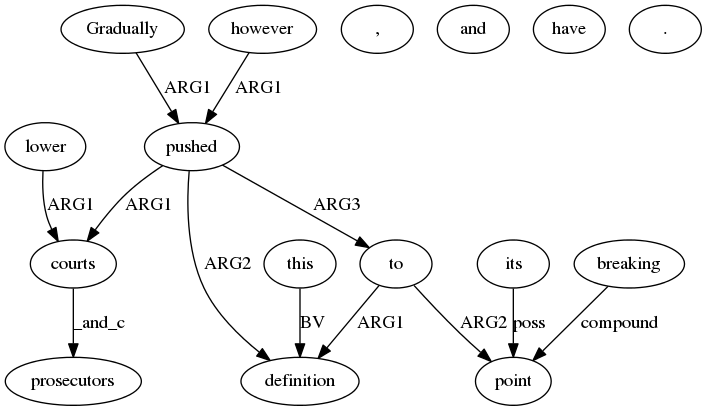 Gradually however , and have .
ARG1 ARG1
lower pushed
ARG1 ARG1 ARG3
courts this to its breaking
ARG2
_and_c BV ARG1 ARG2 poss compound
prosecutors definition point